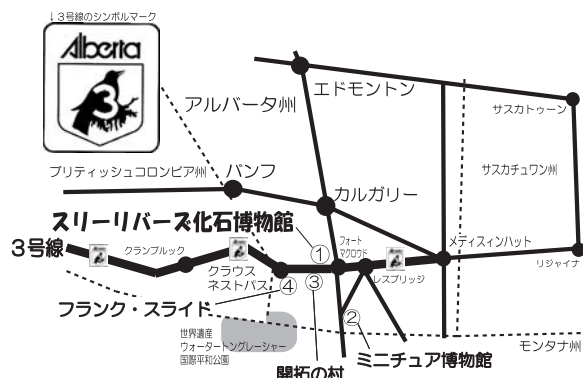 ↓3号線のシンボルマーク
Alberta
3
エドモントン
アルバータ州
サスカトゥーン
ブリティッシュコロンビア州
バンフ
サスカチュワン州
カルガリー
スリーリバーズ化石博物館
3号線
クランブルック
①
フォート
マクロウド
メディスィンハット
クラウス
ネストパス
④
③
レスブリッジ
リジャイナ
フランク・スライド
②
世界遺産
ウォータートングレーシャー
国際平和公園
ミニチュア博物館
モンタナ州
開拓の村